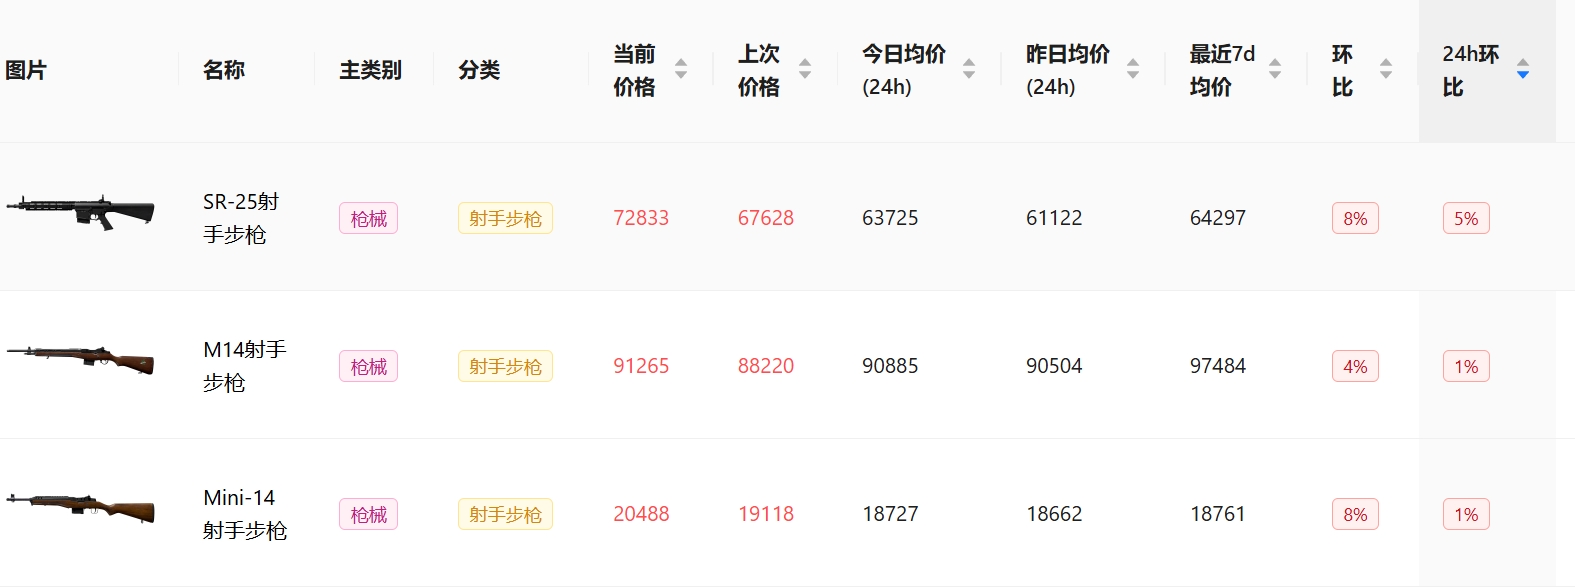 图片 名称 主类别 分类 当前价格 上次价格 今日均价(24h) 昨日均价(24h) 最近7d均价 环比 24h环比
SR-25射手步枪 枪械 射手步枪 72833 67628 63725 61122 64297 8% 5%
M14射手步枪 枪械 射手步枪 91265 88220 90885 90504 97484 4% 1%
Mini-14射手步枪 枪械 射手步枪 20488 19118 18727 18662 18761 8% 1%